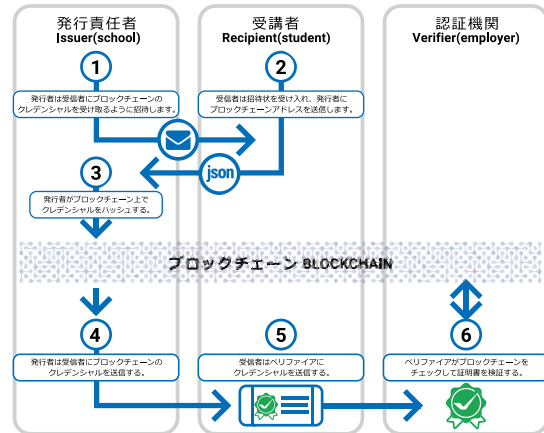 発行責任者
Issuer(school)
受講者
Recipient(student)
認証機関
Verifier(employer)
1
発行者は受信者にブロックチェーンの
クレデンシャルを受け取るように招待します。
2
受信者は招待状を受け入れ、発行者に
ブロックチェーンアドレスを送信します。
json
3
発行者がブロックチェーン上で
クレデンシャルをハッシュする。
ブロックチェーン BLOCKCHAIN
4
発行者は受信者にブロックチェーンの
クレデンシャルを送信する。
5
受信者はベリファイアに
クレデンシャルを送信する。
6
ベリファイアがブロックチェーンを
チェックして証明書を検証する。